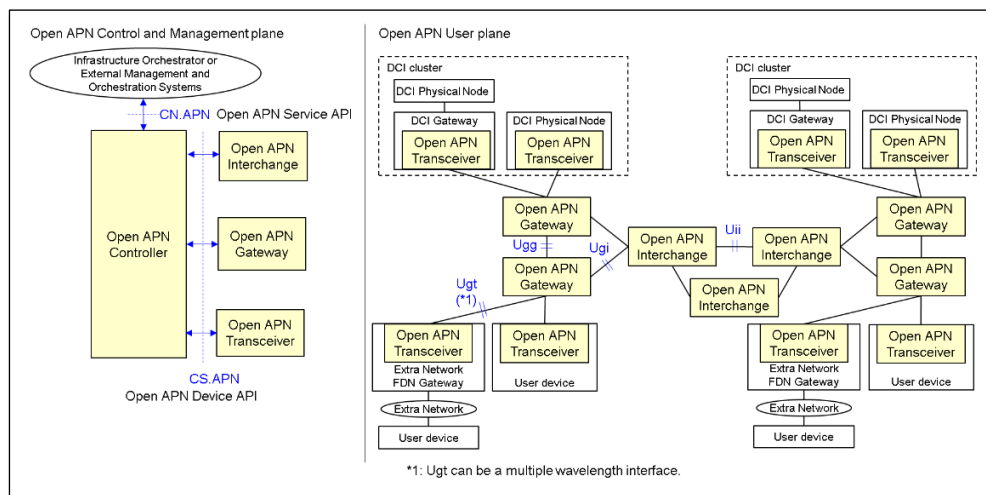 Open APN Control and Management plane
Infrastructure Orchestrator or
External Management and
Orchestration Systems
CN.APN
Open APN Service API
Open APN
Controller
Open APN
Interchange
Open APN
Gateway
Open APN
Transceiver
CS.APN
Open APN Device API
Open APN User plane
DCI cluster
DCI Physical Node
DCI Gateway
Open APN
Transceiver
DCI Physical Node
Open APN
Transceiver
DCI cluster
DCI Physical Node
DCI Gateway
Open APN
Transceiver
DCI Physical Node
Open APN
Transceiver
Open APN
Gateway
Ugg
Ugi
Open APN
Gateway
Open APN
Interchange
Uii
Open APN
Interchange
Open APN
Interchange
Open APN
Gateway
Open APN
Gateway
Ugt
(*1)
Open APN
Transceiver
Extra Network
FDN Gateway
Extra Network
User device
Open APN
Transceiver
User device
Open APN
Transceiver
Extra Network
FDN Gateway
Extra Network
User device
Open APN
Transceiver
User device
*1: Ugt can be a multiple wavelength interface.